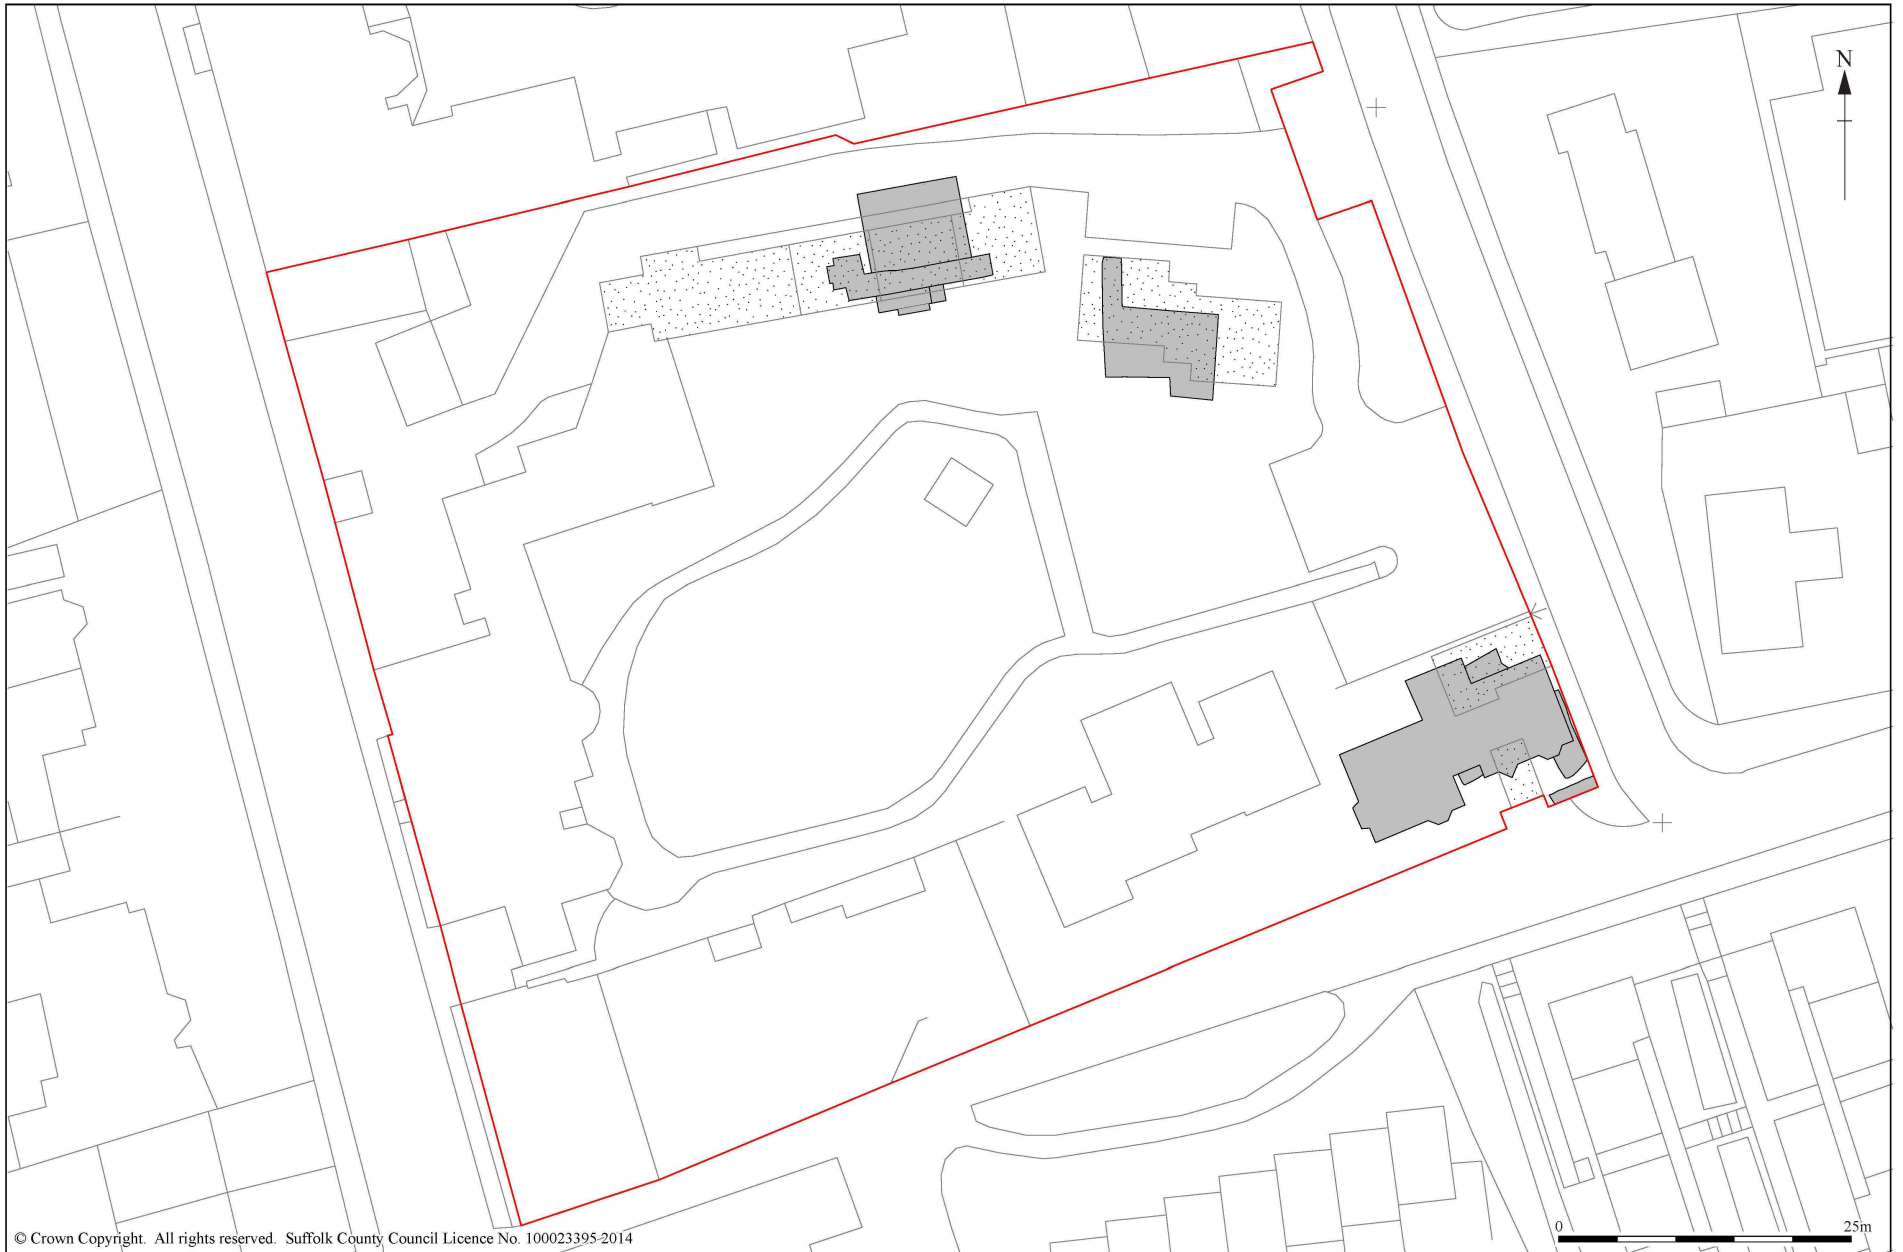 N
0 25m
© Crown Copyright. All rights reserved. Suffolk County Council Licence No. 100023395-2014